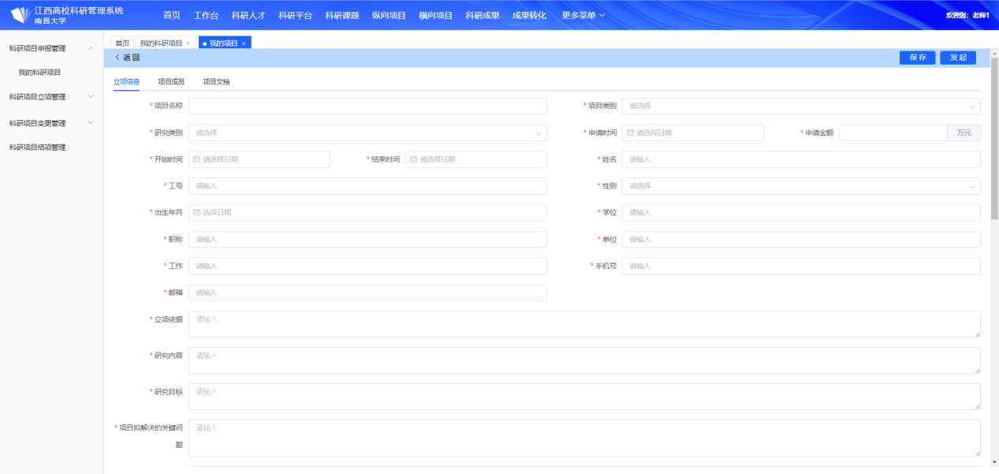 江西高校科研管理系统
南昌大学
首页 工作台 科研人才 科研平台 科研课题 纵向项目 横向项目 科研成果 成果转化 更多菜单
欢迎您：老师1
科研项目申报管理
我的科研项目
科研项目立项管理
科研项目变更管理
科研项目结项管理
首页 我的科研项目 × 我的项目 ×
返回 保存 发起
立项信息 项目成员 项目文档
* 项目名称 * 项目类别 请选择
* 研究类别 请选择 * 申请时间 请选择日期 * 申请金额 万元
* 开始时间 请选择日期 * 结束时间 请选择日期 * 姓名 请输入
* 工号 请输入 * 性别 请选择
* 出生年月 选择日期 * 学位 请输入
* 职称 请输入 * 单位 请输入
* 工作 请输入 * 手机号 请输入
* 邮箱 请输入
* 立项依据 请输入
* 研究内容 请输入
* 研究目标 请输入
* 项目拟解决的关键问 请输入
题